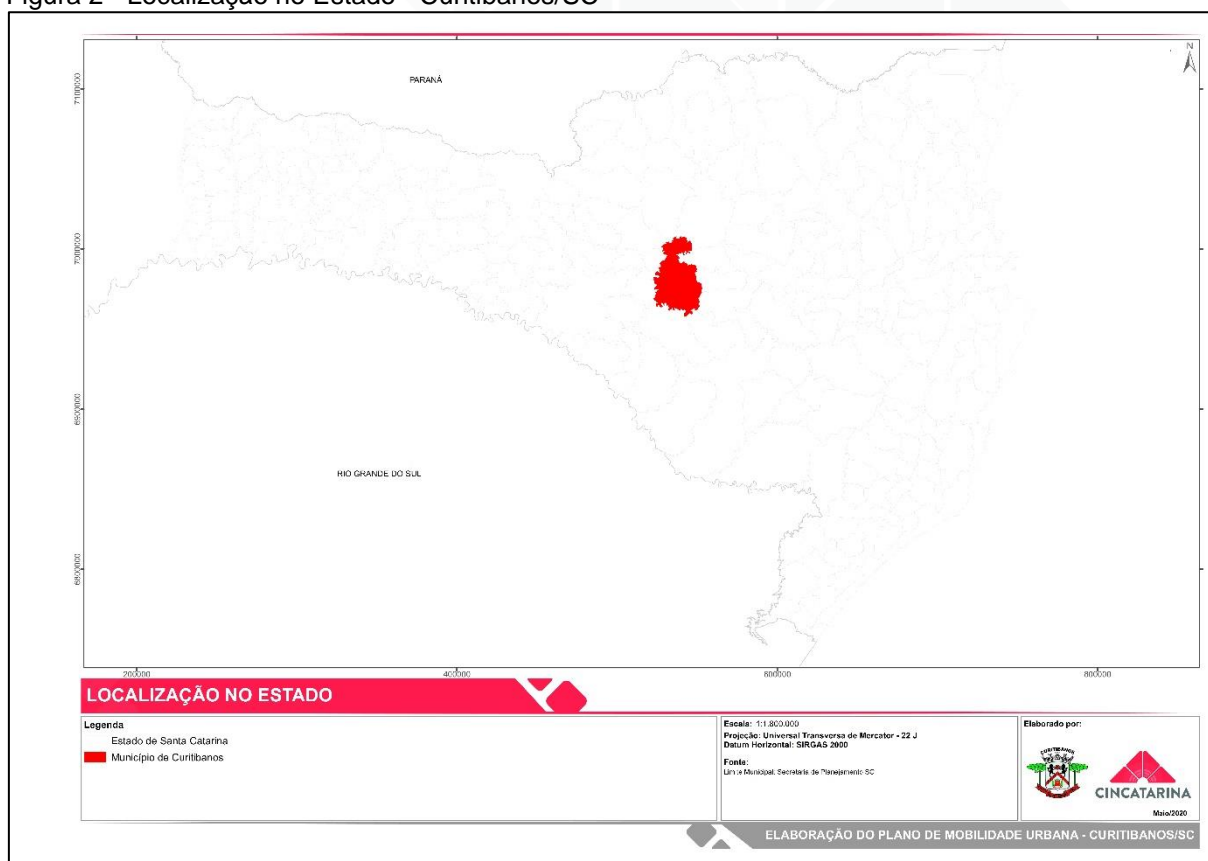 Figura 2 - Localização no Estado - Curitibanos/SC
N
PARANÁ
RIO GRANDE DO SUL
7100000
7000000
6900000
6800000
200000
400000
600000
800000
LOCALIZAÇÃO NO ESTADO
Legenda
Estado de Santa Catarina
Município de Curitibanos
Escala: 1:1.800.000
Projeção: Universal Transversa de Mercator - 22 J
Datum Horizontal: SIRGAS 2000
Fonte:
Limite Municipal: Secretaria de Planejamento SC
Elaborado por:
CURITIBANOS
CINCATARINA
Maio/2020
ELABORAÇÃO DO PLANO DE MOBILIDADE URBANA - CURITIBANOS/SC